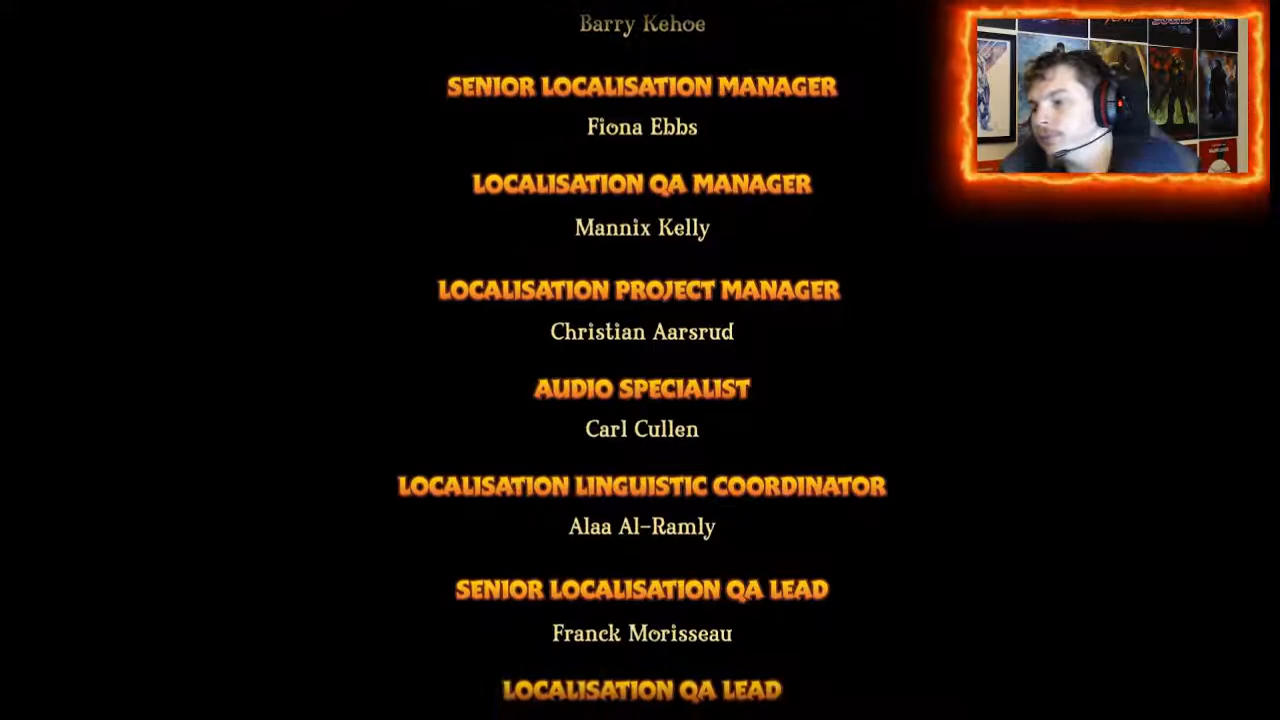 Barry Kehoe
SENIOR LOCALISATION MANAGER
Fiona Ebbs
LOCALISATION QA MANAGER
Mannix Kelly
LOCALISATION PROJECT MANAGER
Christian Aarsrud
AUDIO SPECIALIST
Carl Cullen
LOCALISATION LINGUISTIC COORDINATOR
Alaa Al-Ramly
SENIOR LOCALISATION QA LEAD
Franck Morisseau
LOCALISATION QA LEAD